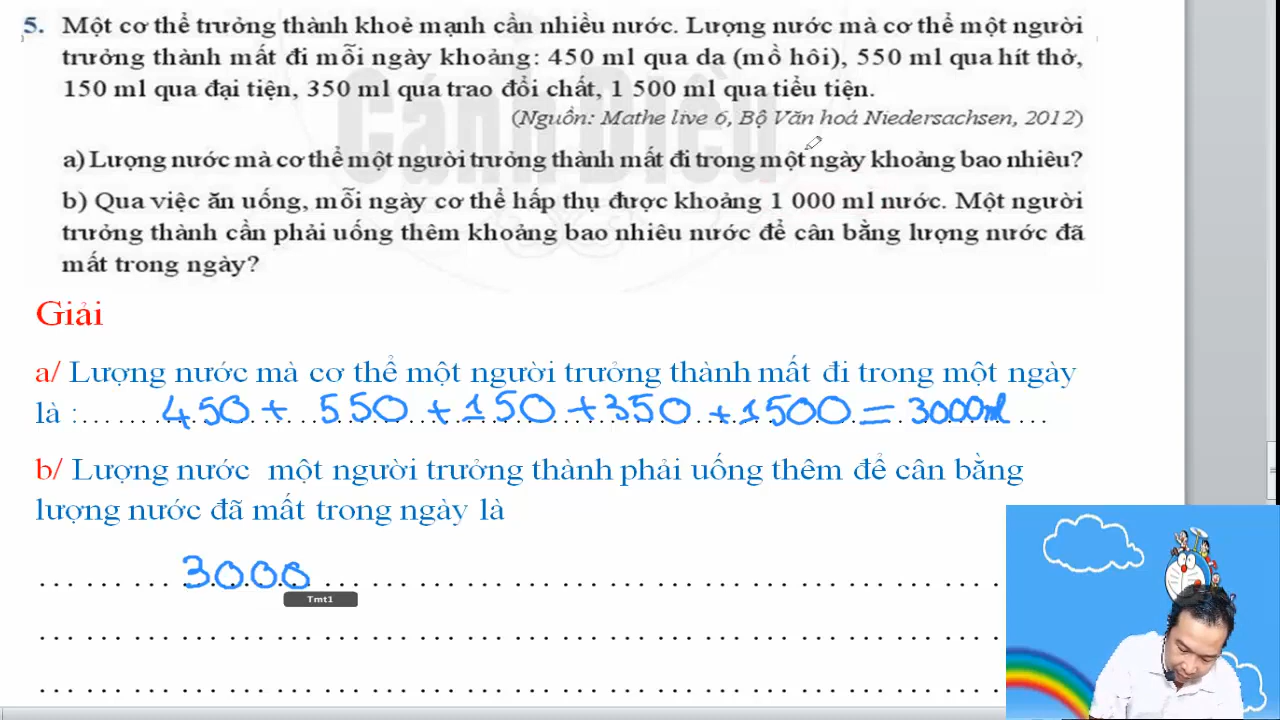 5. Một cơ thể trưởng thành khoẻ mạnh cần nhiều nước. Lượng nước mà cơ thể một người
trưởng thành mất đi mỗi ngày khoảng: 450 ml qua da (mồ hôi), 550 ml qua hít thở,
150 ml qua đại tiện, 350 ml qua trao đổi chất, 1 500 ml qua tiểu tiện.
(Nguồn: Mathe live 6, Bộ Văn hoá Niedersachsen, 2012)
Cánh Diều
a) Lượng nước mà cơ thể một người trưởng thành mất đi trong một ngày khoảng bao nhiêu?
b) Qua việc ăn uống, mỗi ngày cơ thể hấp thụ được khoảng 1 000 ml nước. Một người
trưởng thành cần phải uống thêm khoảng bao nhiêu nước để cân bằng lượng nước đã
mất trong ngày?
Giải
a/ Lượng nước mà cơ thể một người trưởng thành mất đi trong một ngày
là : 450 + 550 + 150 + 350 + 1500 = 3000ml
b/ Lượng nước một người trưởng thành phải uống thêm để cân bằng
lượng nước đã mất trong ngày là
3000
Tmt1